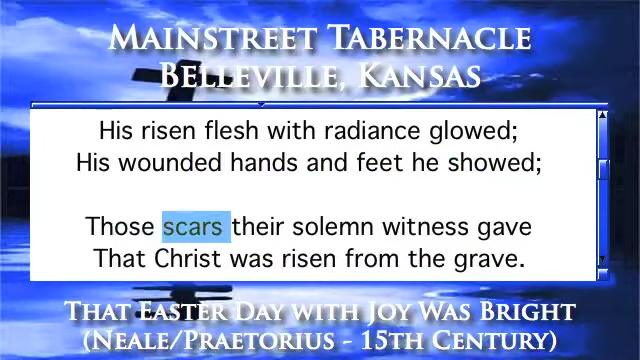 Mainstreet Tabernacle
Belleville, Kansas
His risen flesh with radiance glowed;
His wounded hands and feet he showed;
Those scars their solemn witness gave
That Christ was risen from the grave.
That Easter Day with Joy Was Bright
(Neale/Praetorius - 15th Century)